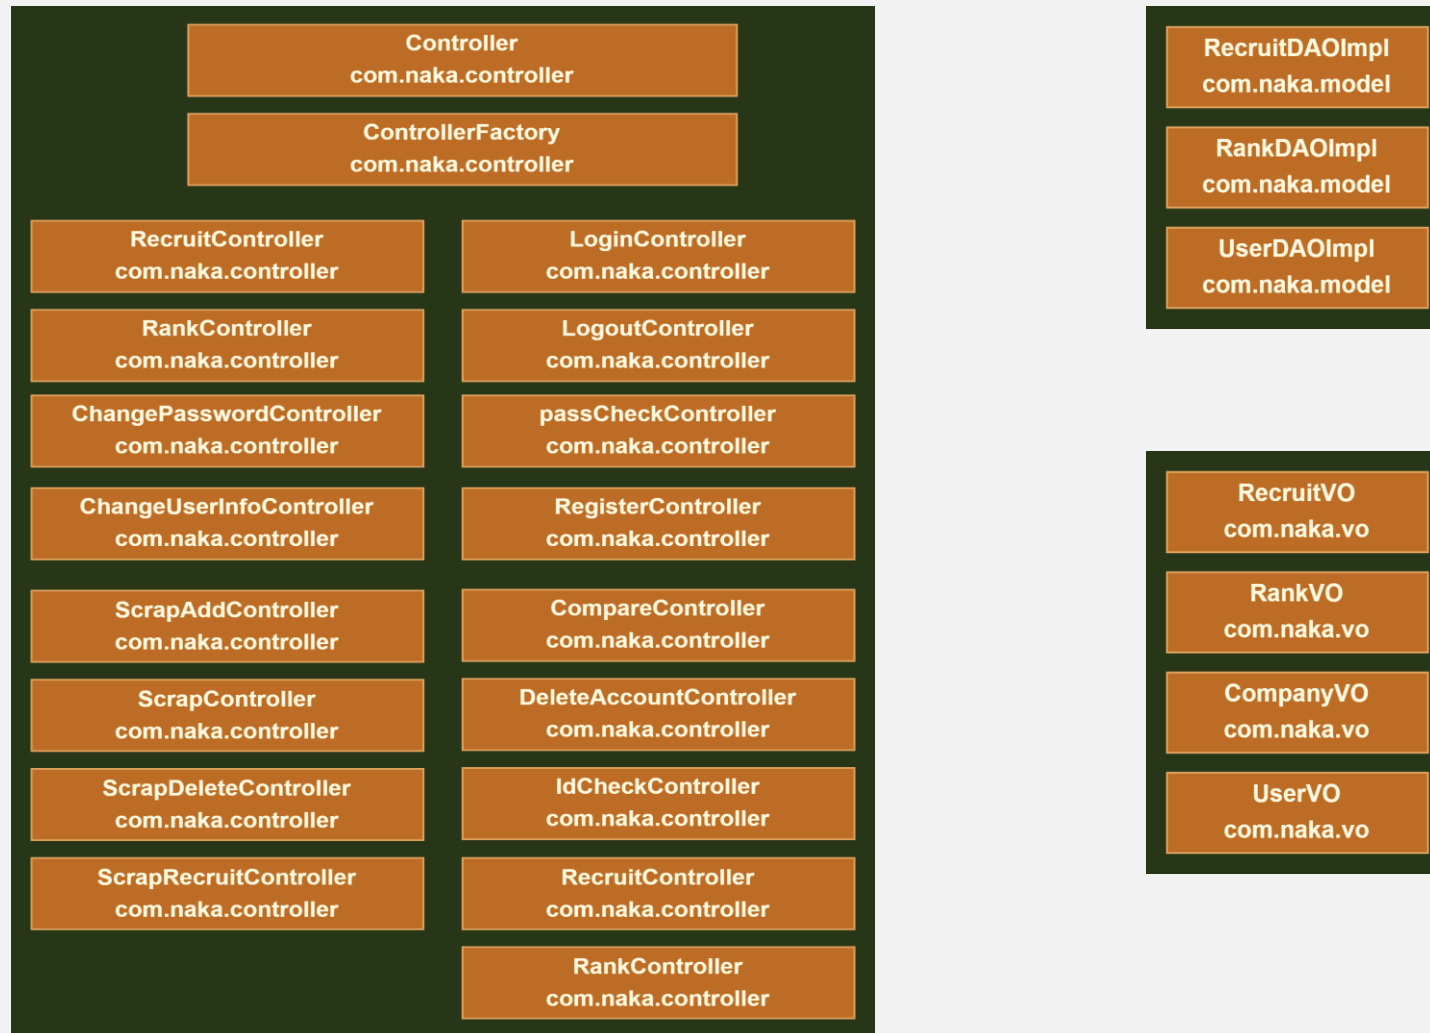 Controller
com.naka.controller
ControllerFactory
com.naka.controller
RecruitController
com.naka.controller
RankController
com.naka.controller
ChangePasswordController
com.naka.controller
ChangeUserInfoController
com.naka.controller
ScrapAddController
com.naka.controller
ScrapController
com.naka.controller
ScrapDeleteController
com.naka.controller
ScrapRecruitController
com.naka.controller
LoginController
com.naka.controller
LogoutController
com.naka.controller
passCheckController
com.naka.controller
RegisterController
com.naka.controller
CompareController
com.naka.controller
DeleteAccountController
com.naka.controller
IdCheckController
com.naka.controller
RecruitController
com.naka.controller
RankController
com.naka.controller
RecruitDAOImpl
com.naka.model
RankDAOImpl
com.naka.model
UserDAOImpl
com.naka.model
RecruitVO
com.naka.vo
RankVO
com.naka.vo
CompanyVO
com.naka.vo
UserVO
com.naka.vo